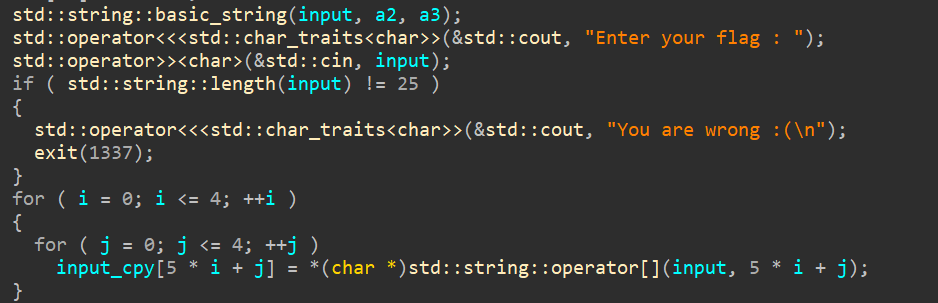 std::string::basic_string(input, a2, a3);
std::operator<<<std::char_traits<char>>(&std::cout, "Enter your flag : ");
std::operator>><char>(&std::cin, input);
if ( std::string::length(input) != 25 )
{
  std::operator<<<std::char_traits<char>>(&std::cout, "You are wrong :(\n");
  exit(1337);
}
for ( i = 0; i <= 4; ++i )
{
  for ( j = 0; j <= 4; ++j )
    input_cpy[5 * i + j] = *(char *)std::string::operator[](input, 5 * i + j);
}